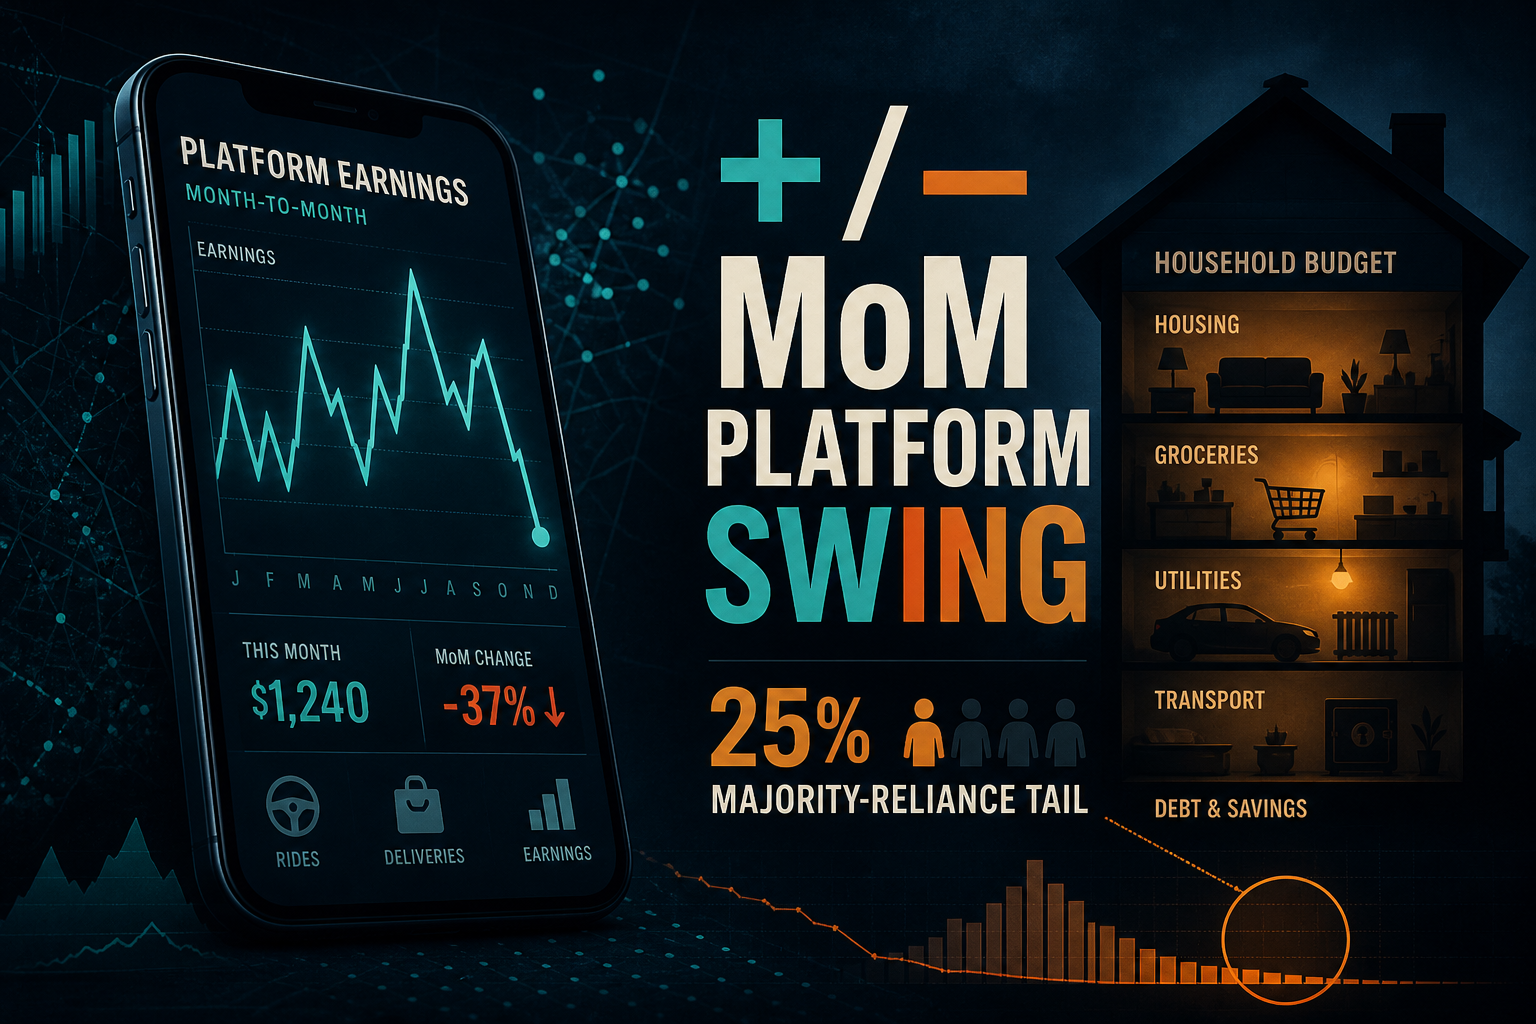 PLATFORM EARNINGS
MONTH-TO-MONTH
EARNINGS
J F M A M J J A S O N D
THIS MONTH
$1,240
MoM CHANGE
-37% ↓
RIDES
DELIVERIES
EARNINGS
+ / −
MoM
PLATFORM
SWING
25%
MAJORITY-RELIANCE TAIL
HOUSEHOLD BUDGET
HOUSING
GROCERIES
UTILITIES
TRANSPORT
DEBT & SAVINGS